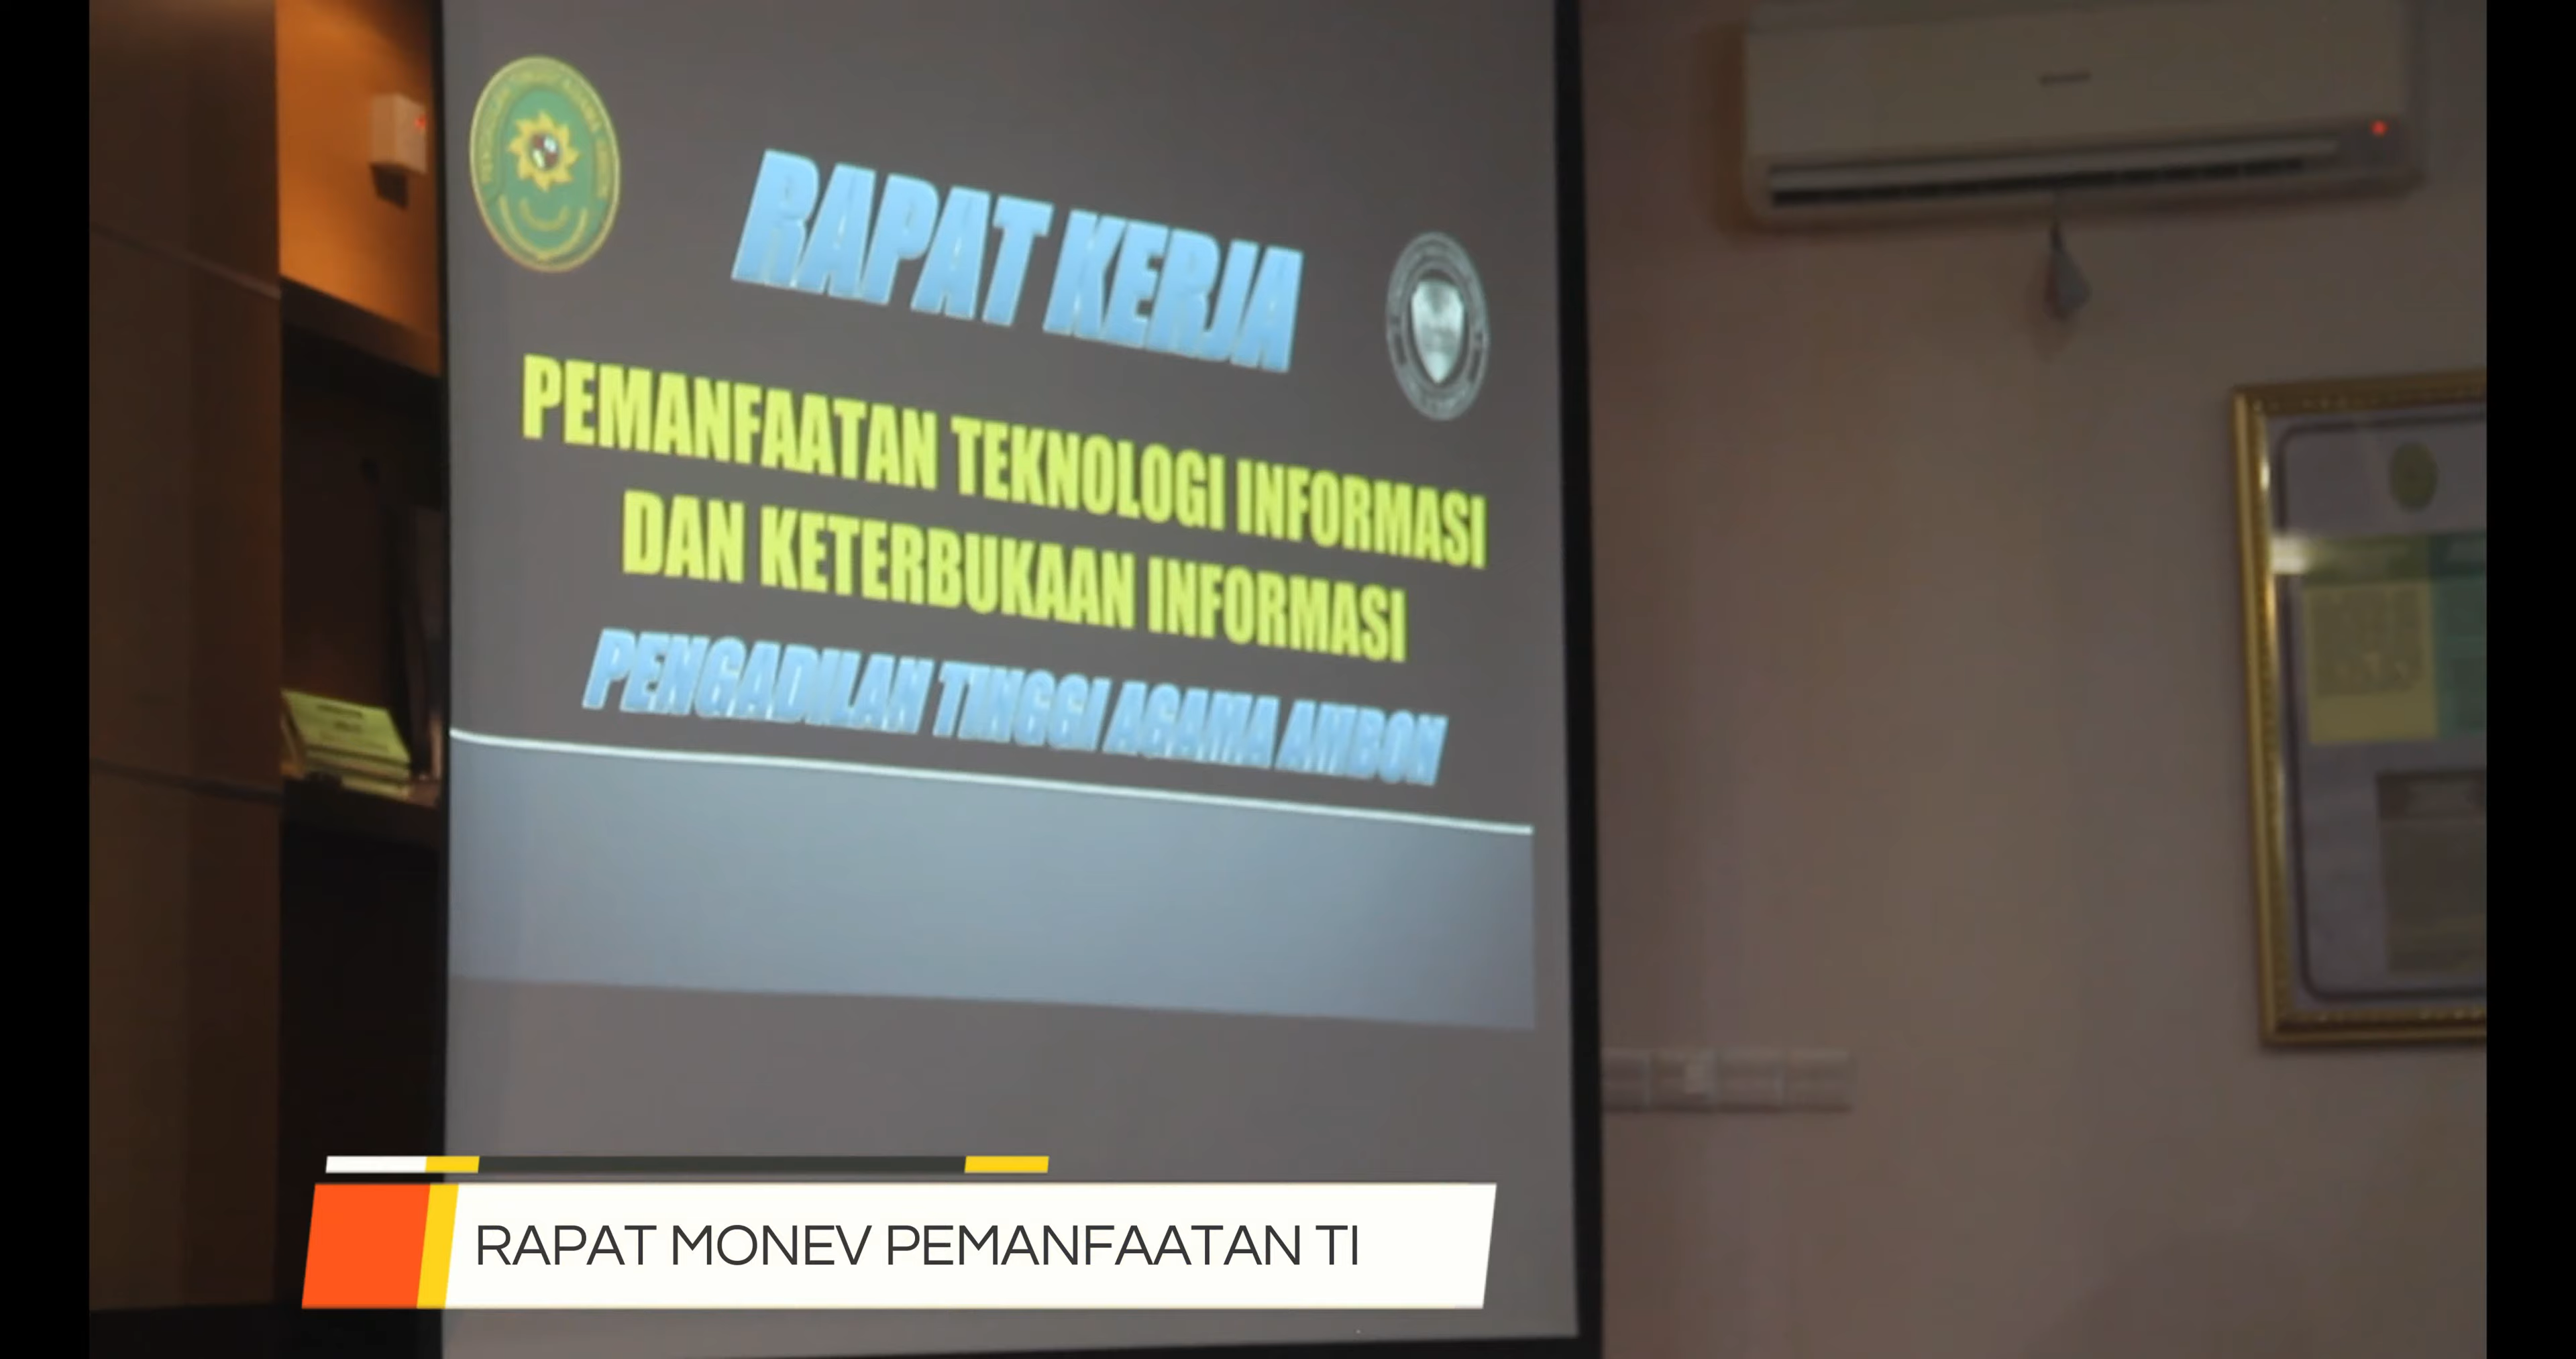 RAPAT KERJA
PEMANFAATAN TEKNOLOGI INFORMASI
DAN KETERBUKAAN INFORMASI
PENGADILAN TINGGI AGAMA AMBON
RAPAT MONEV PEMANFAATAN TI